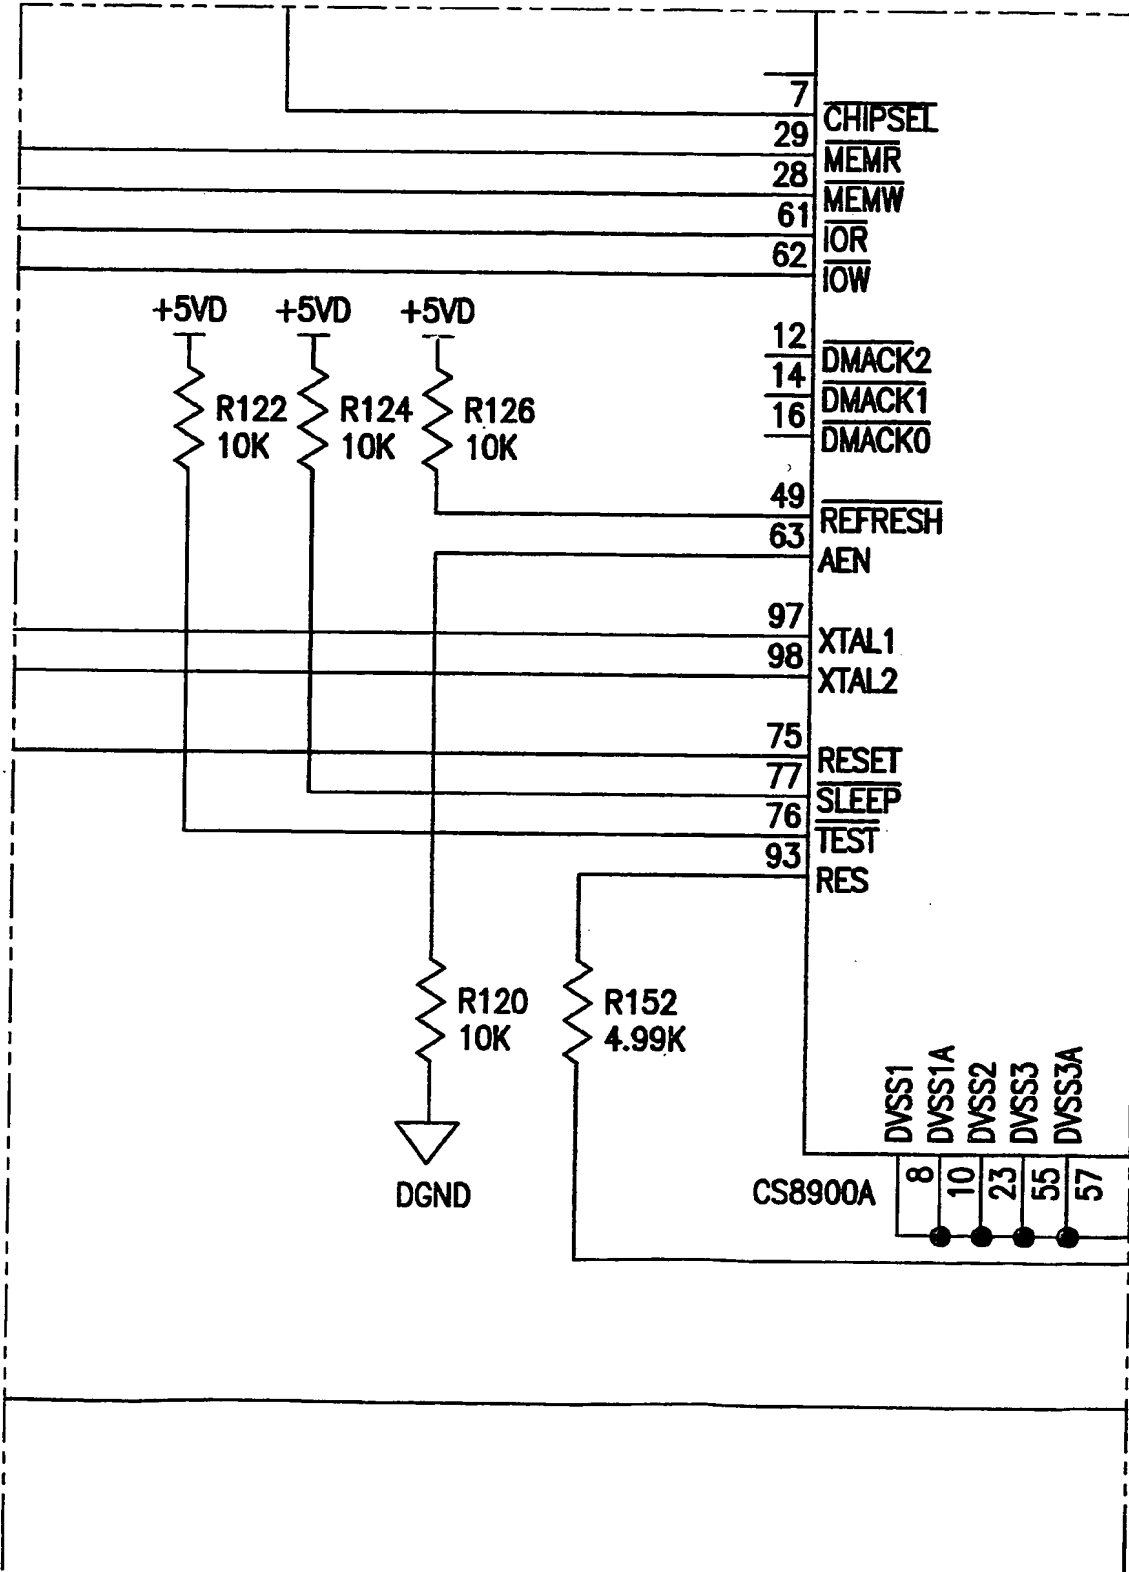 7
CHIPSEL
29
MEMR
28
MEMW
61
IOR
62
IOW
+5VD +5VD +5VD
12
DMACK2
14
DMACK1
16
DMACK0
R122 R124 R126
10K 10K 10K
49
REFRESH
63
AEN
97
XTAL1
98
XTAL2
75
RESET
77
SLEEP
76
TEST
93
RES
R120 R152
10K 4.99K
DGND
CS8900A
DVSS1
DVSS1A
DVSS2
DVSS3
DVSS3A
8
10
23
55
57